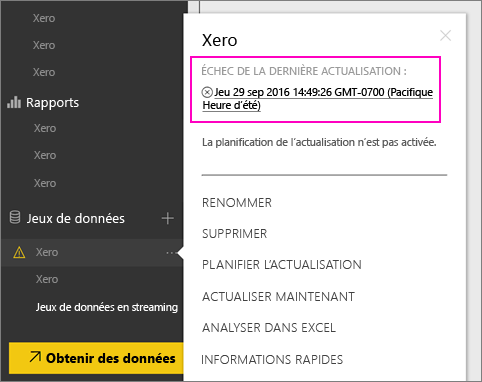 Xero
Xero
Xero
Rapports
Xero
Xero
Xero
Jeux de données
Xero
Xero
Jeux de données en streaming
Obtenir des données
Xero
ÉCHEC DE LA DERNIÈRE ACTUALISATION :
Jeu 29 sep 2016 14:49:26 GMT-0700 (Pacifique
Heure d'été)
La planification de l'actualisation n'est pas activée.
RENOMMER
SUPPRIMER
PLANIFIER L'ACTUALISATION
ACTUALISER MAINTENANT
ANALYSER DANS EXCEL
INFORMATIONS RAPIDES